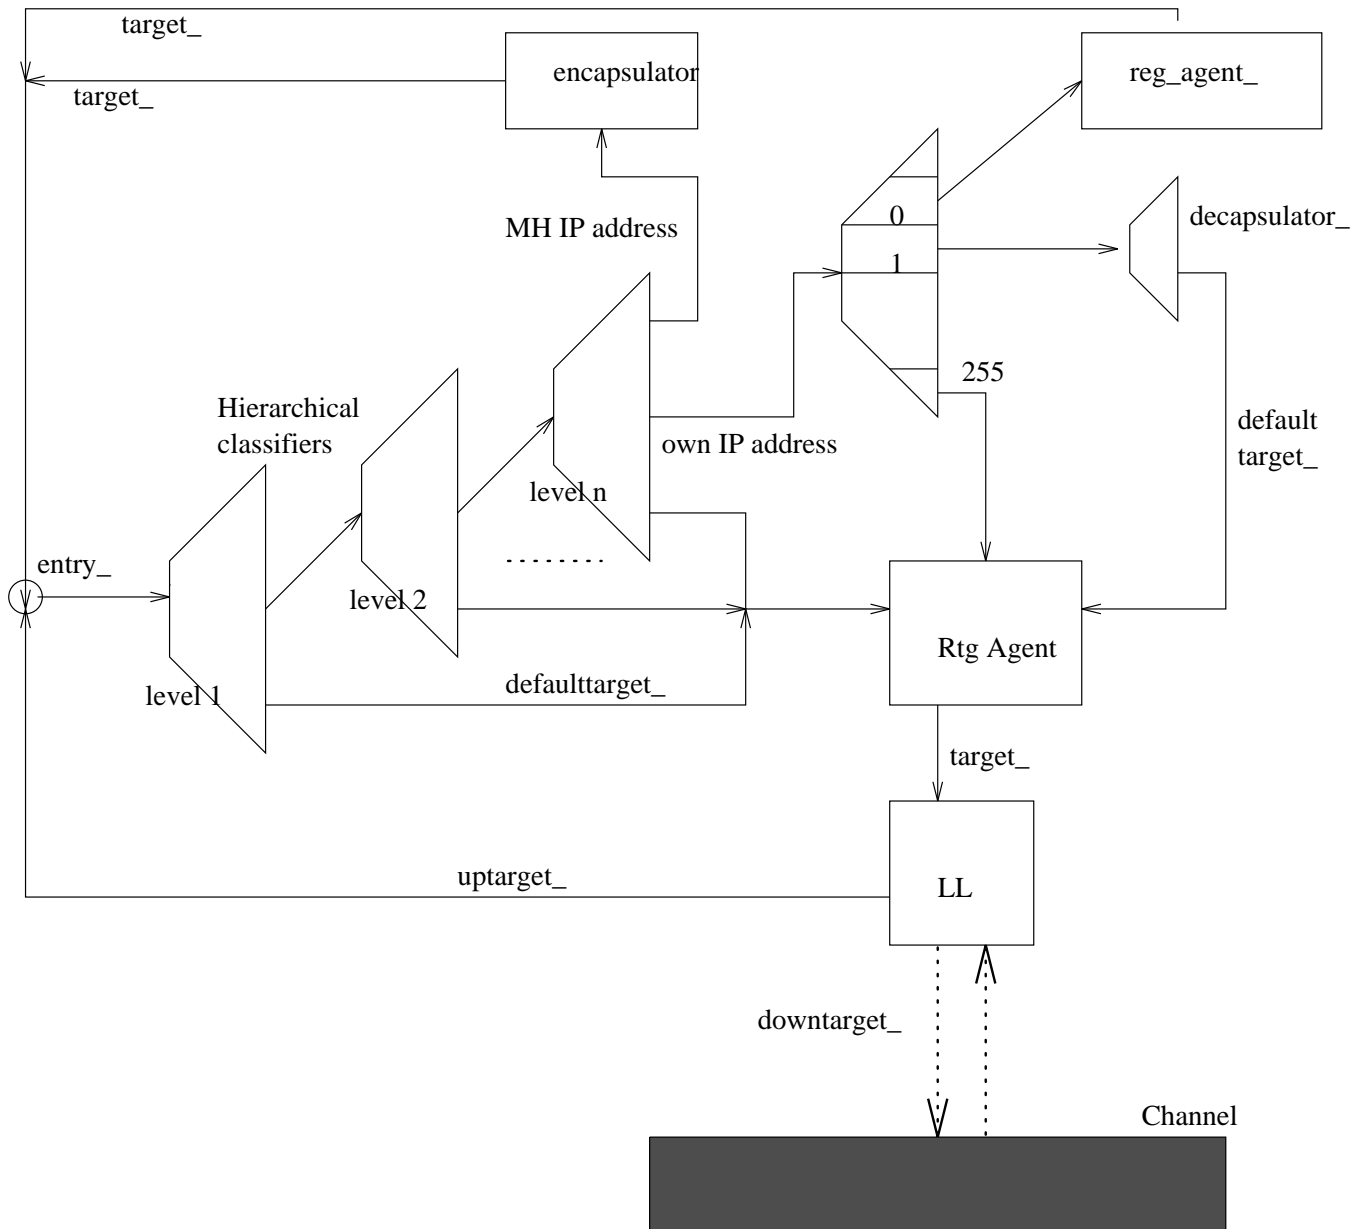 target_
encapsulator
reg_agent_
target_
MH IP address
0
decapsulator_
1
255
Hierarchical
classifiers
own IP address
default
target_
level n
entry_
level 2
Rtg Agent
level 1
defaulttarget_
target_
uptarget_
LL
downtarget_
Channel